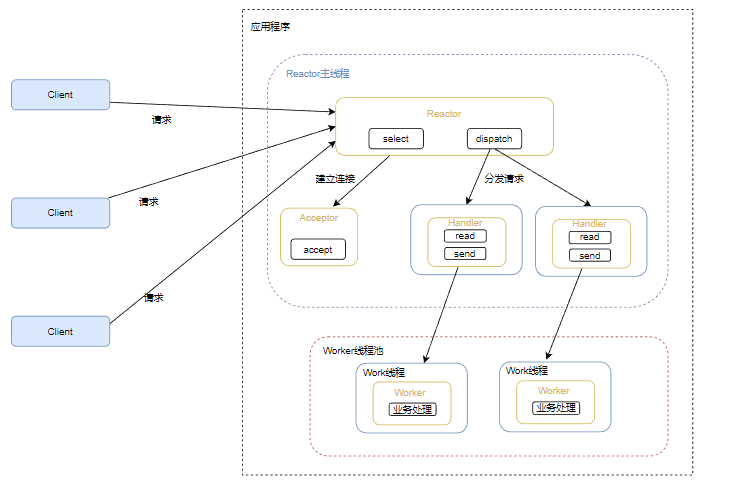 应用程序
Reactor主线程
Client
请求
Reactor
select
dispatch
Client
请求
建立连接
分发请求
Acceptor
accept
Handler
read
send
Handler
read
send
Client
请求
Worker线程池
Work线程
Worker
业务处理
Work线程
Worker
业务处理